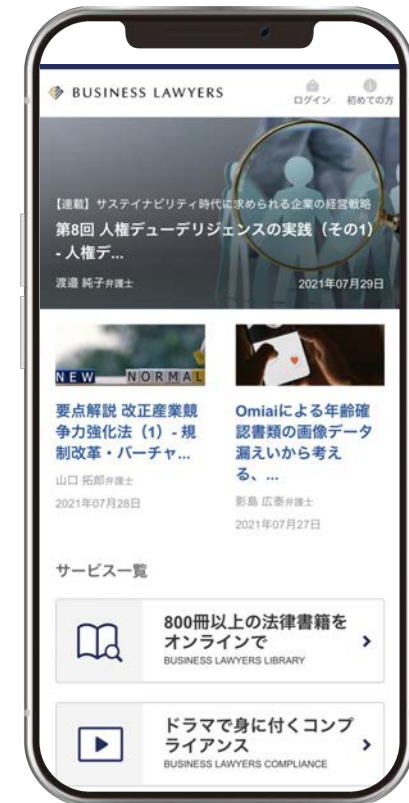 BUSINESS LAWYERS
ログイン
初めての方
【連載】サステイナビリティ時代に求められる企業の経営戦略
第8回 人権デューデリジェンスの実践（その1）
- 人権デ...
渡邉 純子弁護士
2021年07月29日
NEW NORMAL
要点解説 改正産業競
争力強化法（1）- 規
制改革・バーチャ...
山口 拓郎弁護士
2021年07月28日
Omiaiによる年齢確
認書類の画像データ
漏えいから考え
る、...
影島 広泰弁護士
2021年07月27日
サービス一覧
800冊以上の法律書籍を
オンラインで
BUSINESS LAWYERS LIBRARY
ドラマで身に付くコンプ
ライアンス
BUSINESS LAWYERS COMPLIANCE